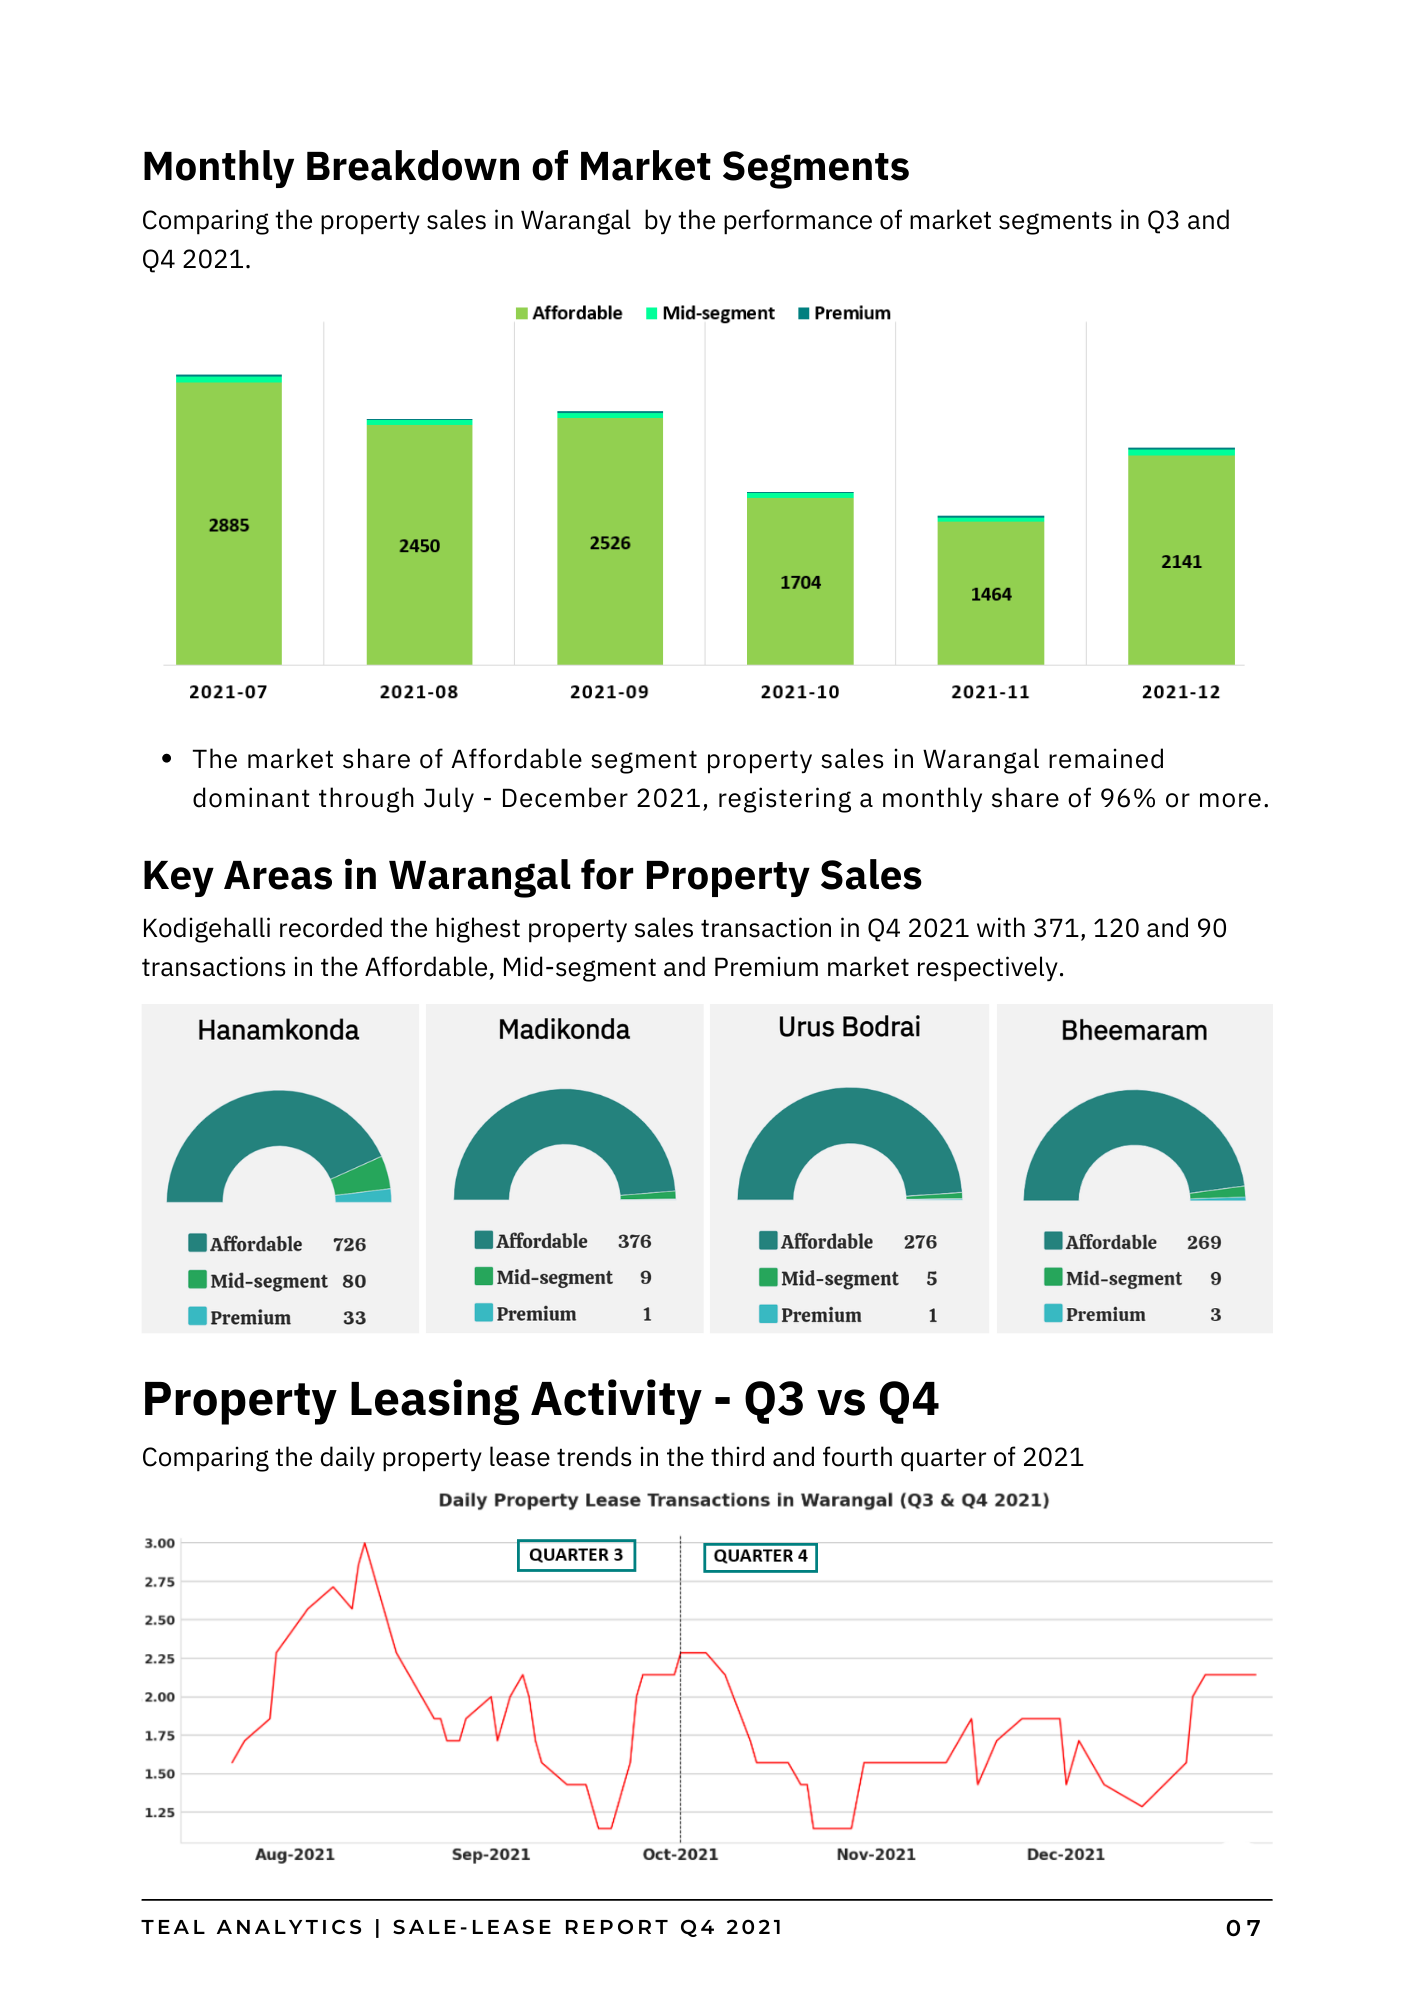 Monthly Breakdown of Market Segments
Comparing the property sales in Warangal by the performance of market segments in Q3 and
Q4 2021.
Affordable Mid-segment Premium
2885
2450
2526
1704
1464
2141
2021-07 2021-08 2021-09 2021-10 2021-11 2021-12
• The market share of Affordable segment property sales in Warangal remained
dominant through July - December 2021, registering a monthly share of 96% or more.
Key Areas in Warangal for Property Sales
Kodigehalli recorded the highest property sales transaction in Q4 2021 with 371, 120 and 90
transactions in the Affordable, Mid-segment and Premium market respectively.
Hanamkonda
Affordable 726
Mid-segment 80
Premium 33
Madikonda
Affordable 376
Mid-segment 9
Premium 1
Urus Bodrai
Affordable 276
Mid-segment 5
Premium 1
Bheemaram
Affordable 269
Mid-segment 9
Premium 3
Property Leasing Activity - Q3 vs Q4
Comparing the daily property lease trends in the third and fourth quarter of 2021
Daily Property Lease Transactions in Warangal (Q3 & Q4 2021)
QUARTER 3 QUARTER 4
3.00
2.75
2.50
2.25
2.00
1.75
1.50
1.25
Aug-2021 Sep-2021 Oct-2021 Nov-2021 Dec-2021
TEAL ANALYTICS | SALE-LEASE REPORT Q4 2021 07